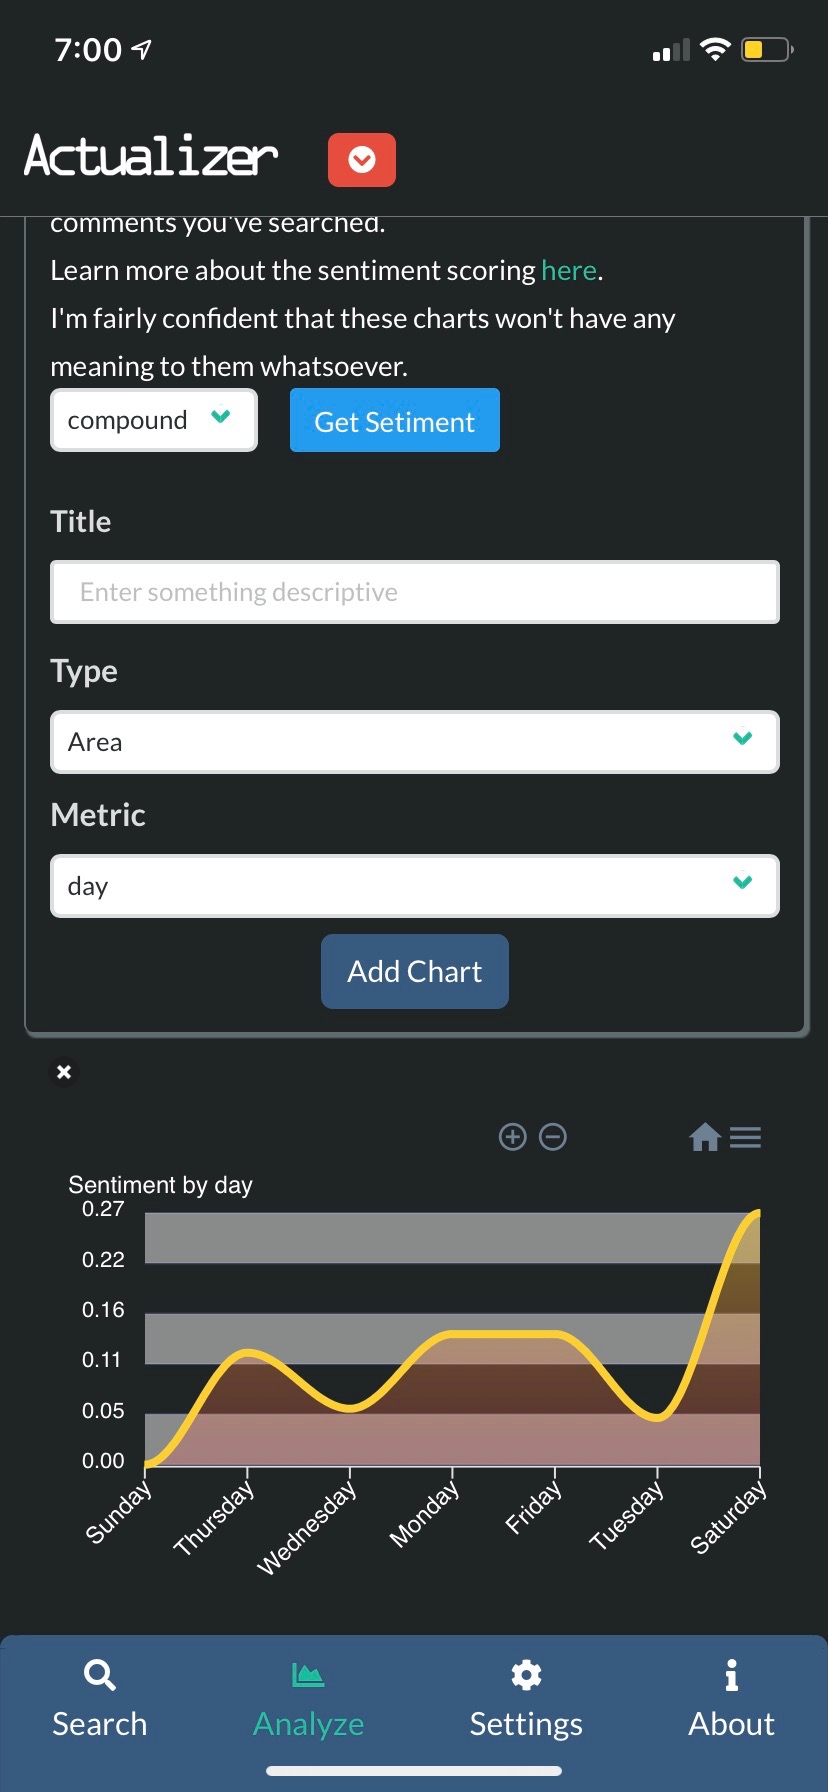 7:00
Actualizer
comments you've searched.
Learn more about the sentiment scoring here.
I'm fairly confident that these charts won't have any
meaning to them whatsoever.
compound
Get Setiment
Title
Enter something descriptive
Type
Area
Metric
day
Add Chart
Sentiment by day
0.27
0.22
0.16
0.11
0.05
0.00
Sunday
Thursday
Wednesday
Monday
Friday
Tuesday
Saturday
Search
Analyze
Settings
About